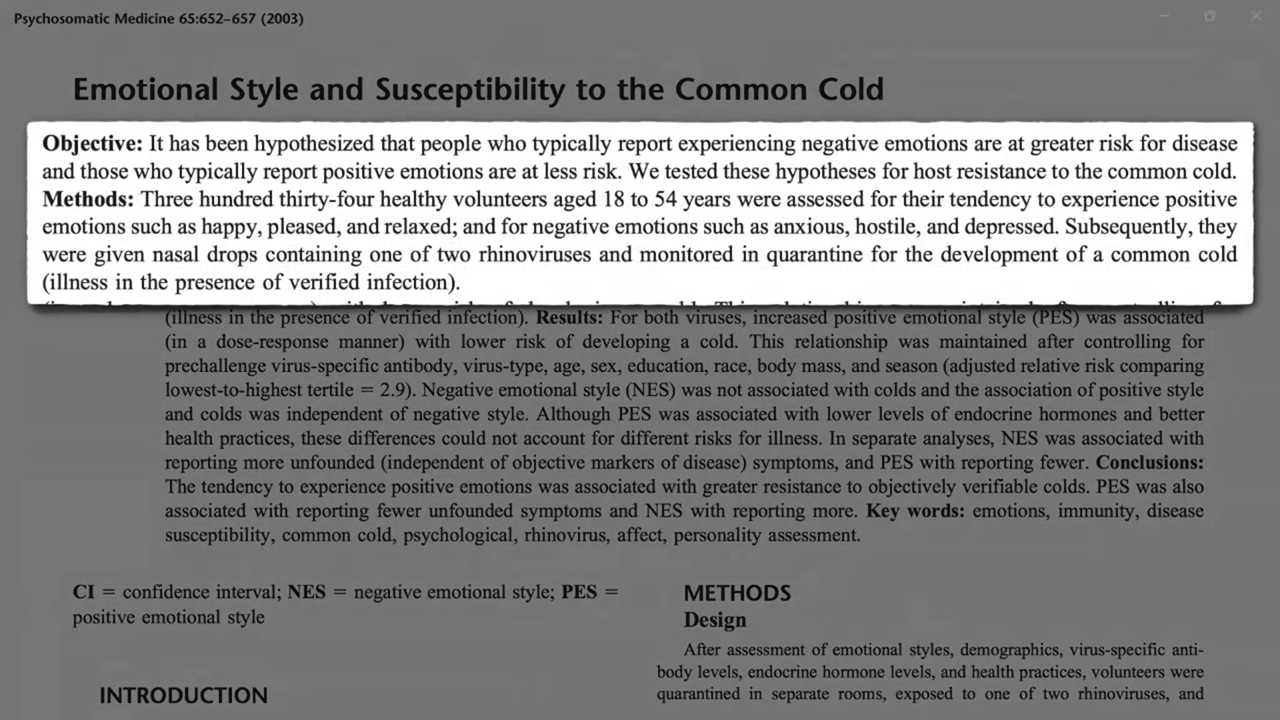 Psychosomatic Medicine 65:652–657 (2003)
Emotional Style and Susceptibility to the Common Cold
Objective: It has been hypothesized that people who typically report experiencing negative emotions are at greater risk for disease
and those who typically report positive emotions are at less risk. We tested these hypotheses for host resistance to the common cold.
Methods: Three hundred thirty-four healthy volunteers aged 18 to 54 years were assessed for their tendency to experience positive
emotions such as happy, pleased, and relaxed; and for negative emotions such as anxious, hostile, and depressed. Subsequently, they
were given nasal drops containing one of two rhinoviruses and monitored in quarantine for the development of a common cold
(illness in the presence of verified infection).
(illness in the presence of verified infection). Results: For both viruses, increased positive emotional style (PES) was associated
(in a dose-response manner) with lower risk of developing a cold. This relationship was maintained after controlling for
prechallenge virus-specific antibody, virus-type, age, sex, education, race, body mass, and season (adjusted relative risk comparing
lowest-to-highest tertile = 2.9). Negative emotional style (NES) was not associated with colds and the association of positive style
and colds was independent of negative style. Although PES was associated with lower levels of endocrine hormones and better
health practices, these differences could not account for different risks for illness. In separate analyses, NES was associated with
reporting more unfounded (independent of objective markers of disease) symptoms, and PES with reporting fewer. Conclusions:
The tendency to experience positive emotions was associated with greater resistance to objectively verifiable colds. PES was also
associated with reporting fewer unfounded symptoms and NES with reporting more. Key words: emotions, immunity, disease
susceptibility, common cold, psychological, rhinovirus, affect, personality assessment.
CI = confidence interval; NES = negative emotional style; PES =
positive emotional style
INTRODUCTION
METHODS
Design
After assessment of emotional styles, demographics, virus-specific anti-
body levels, endocrine hormone levels, and health practices, volunteers were
quarantined in separate rooms, exposed to one of two rhinoviruses, and